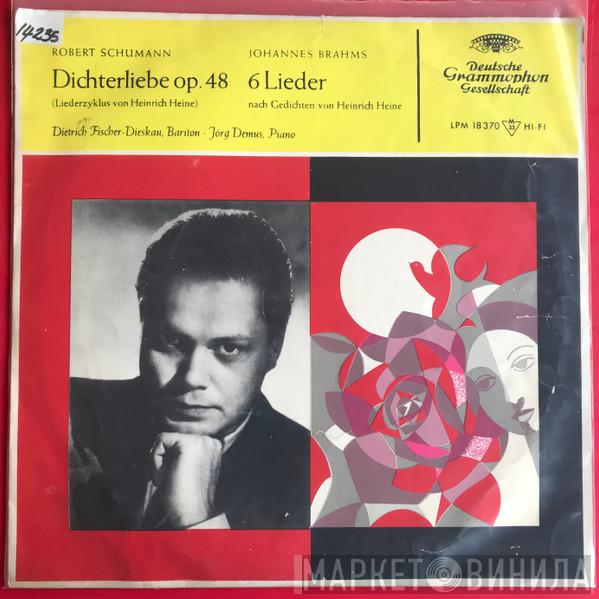 14235
ROBERT SCHUMANN
Dichterliebe op. 48
(Liederzyklus von Heinrich Heine)
JOHANNES BRAHMS
6 Lieder
nach Gedichten von Heinrich Heine
Dietrich Fischer-Dieskau, Bariton · Jörg Demus, Piano
Deutsche
Grammophon
Gesellschaft
LPM 18 370 M 33 HI-FI
МАРКЕТ ВИНИЛА